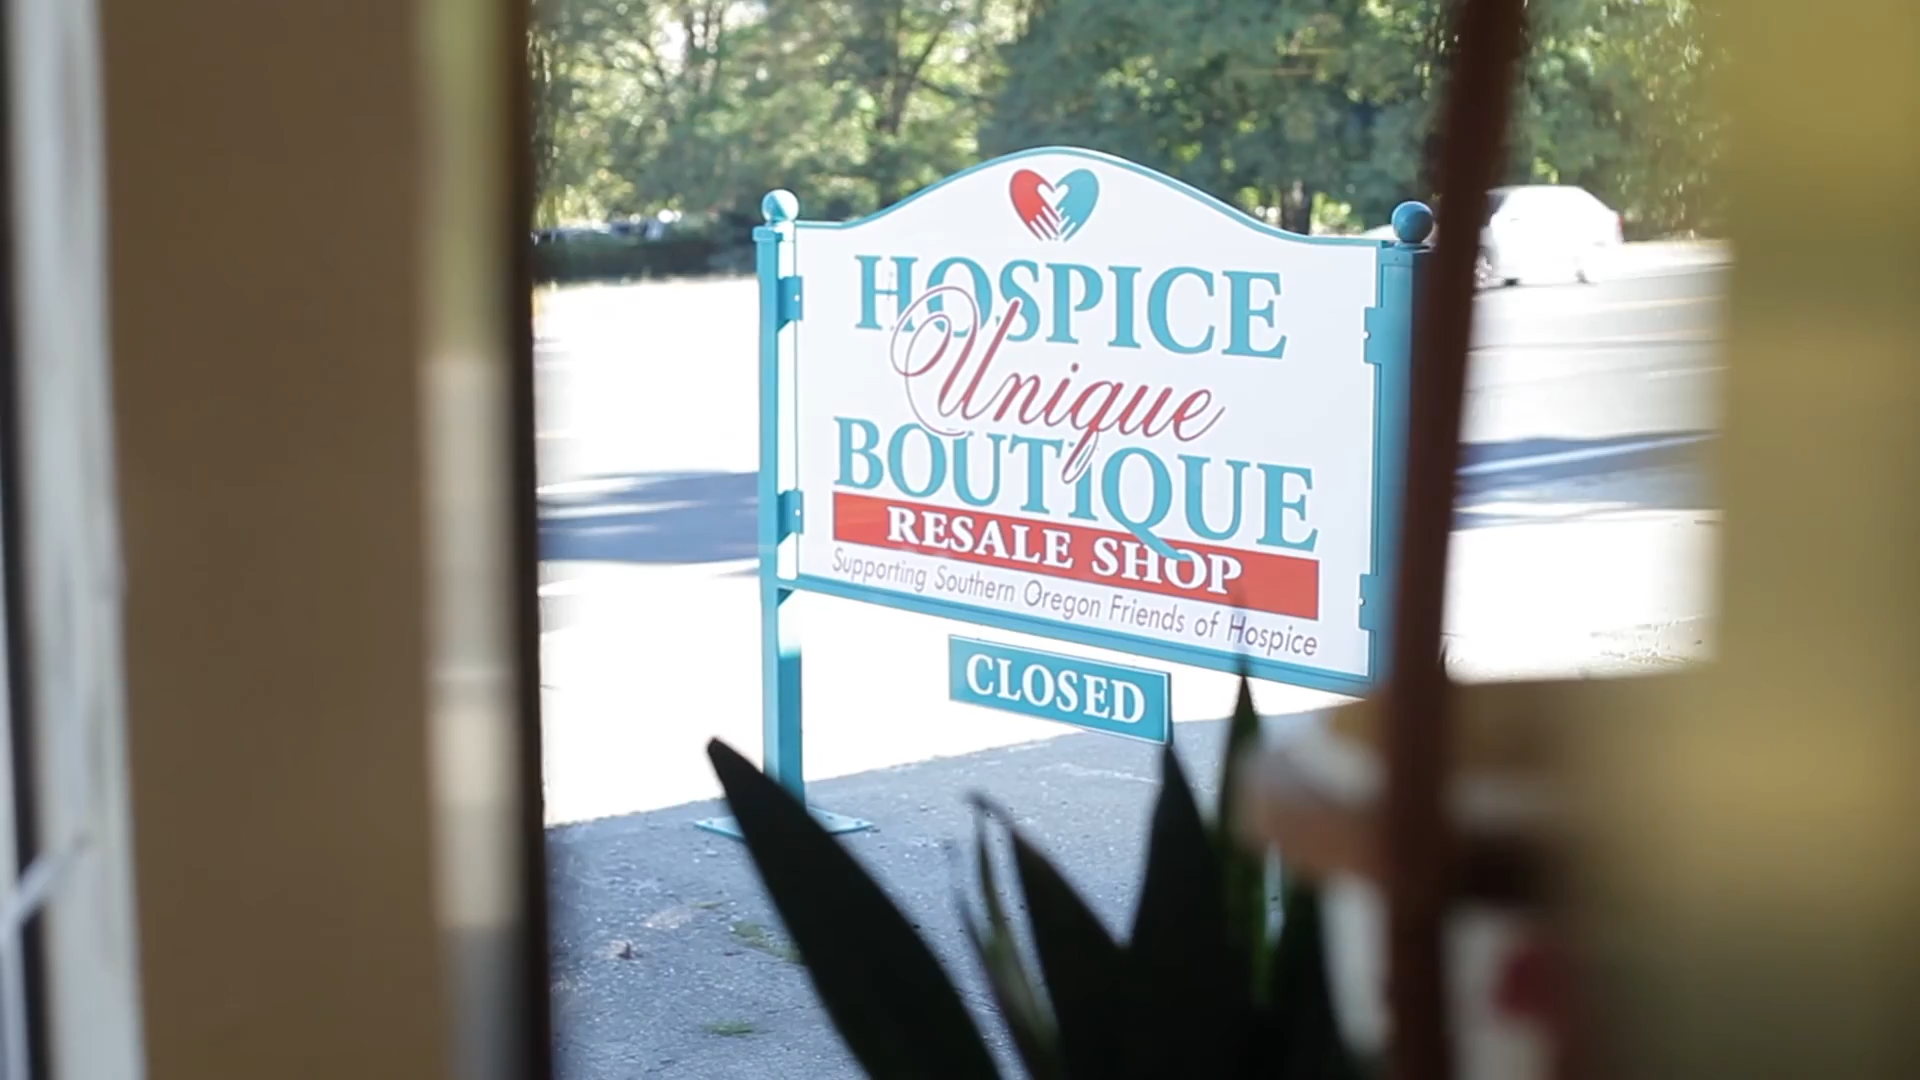 HOSPICE
Unique
BOUTIQUE
RESALE SHOP
Supporting Southern Oregon Friends of Hospice
CLOSED